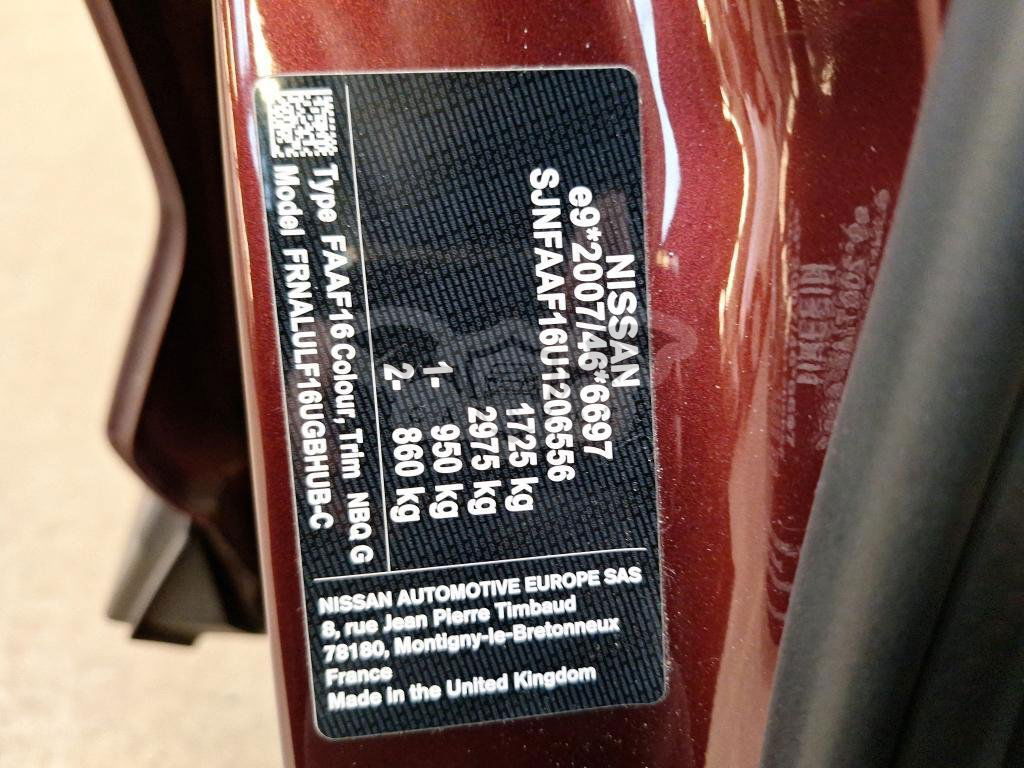 NISSAN
e9*2007/46*6697
SJNFAAF16U1206556
1725 kg
2975 kg
1- 950 kg
2- 860 kg
Type FAAF16 Colour, Trim NBQ G
Model FRNALULF16UGBHUB-C
NISSAN AUTOMOTIVE EUROPE SAS
8, rue Jean Pierre Timbaud
78180, Montigny-le-Bretonneux
France
Made in the United Kingdom